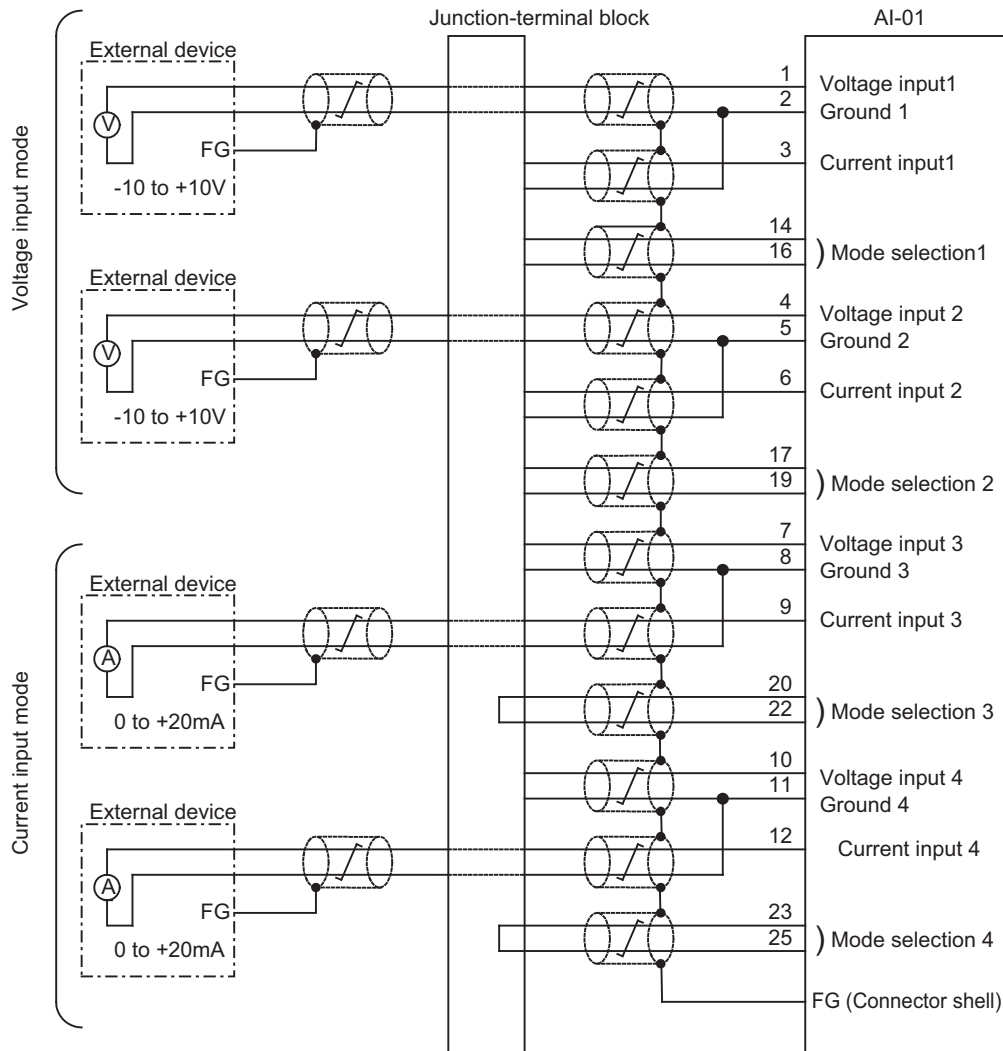 Junction-terminal block
AI-01
Voltage input mode
External device
V
FG
-10 to +10V
1
Voltage input1
2
Ground 1
3
Current input1
14
16
) Mode selection1
External device
V
FG
-10 to +10V
4
Voltage input 2
5
Ground 2
6
Current input 2
17
19
) Mode selection 2
Current input mode
7
Voltage input 3
8
Ground 3
External device
A
FG
0 to +20mA
9
Current input 3
20
22
) Mode selection 3
10
Voltage input 4
11
Ground 4
External device
A
FG
0 to +20mA
12
Current input 4
23
25
) Mode selection 4
FG (Connector shell)